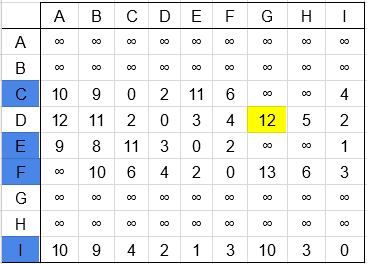 A B C D E F G H I
A ∞ ∞ ∞ ∞ ∞ ∞ ∞ ∞ ∞
B ∞ ∞ ∞ ∞ ∞ ∞ ∞ ∞ ∞
C 10 9 0 2 11 6 ∞ ∞ 4
D 12 11 2 0 3 4 12 5 2
E 9 8 11 3 0 2 ∞ ∞ 1
F ∞ 10 6 4 2 0 13 6 3
G ∞ ∞ ∞ ∞ ∞ ∞ ∞ ∞ ∞
H ∞ ∞ ∞ ∞ ∞ ∞ ∞ ∞ ∞
I 10 9 4 2 1 3 10 3 0